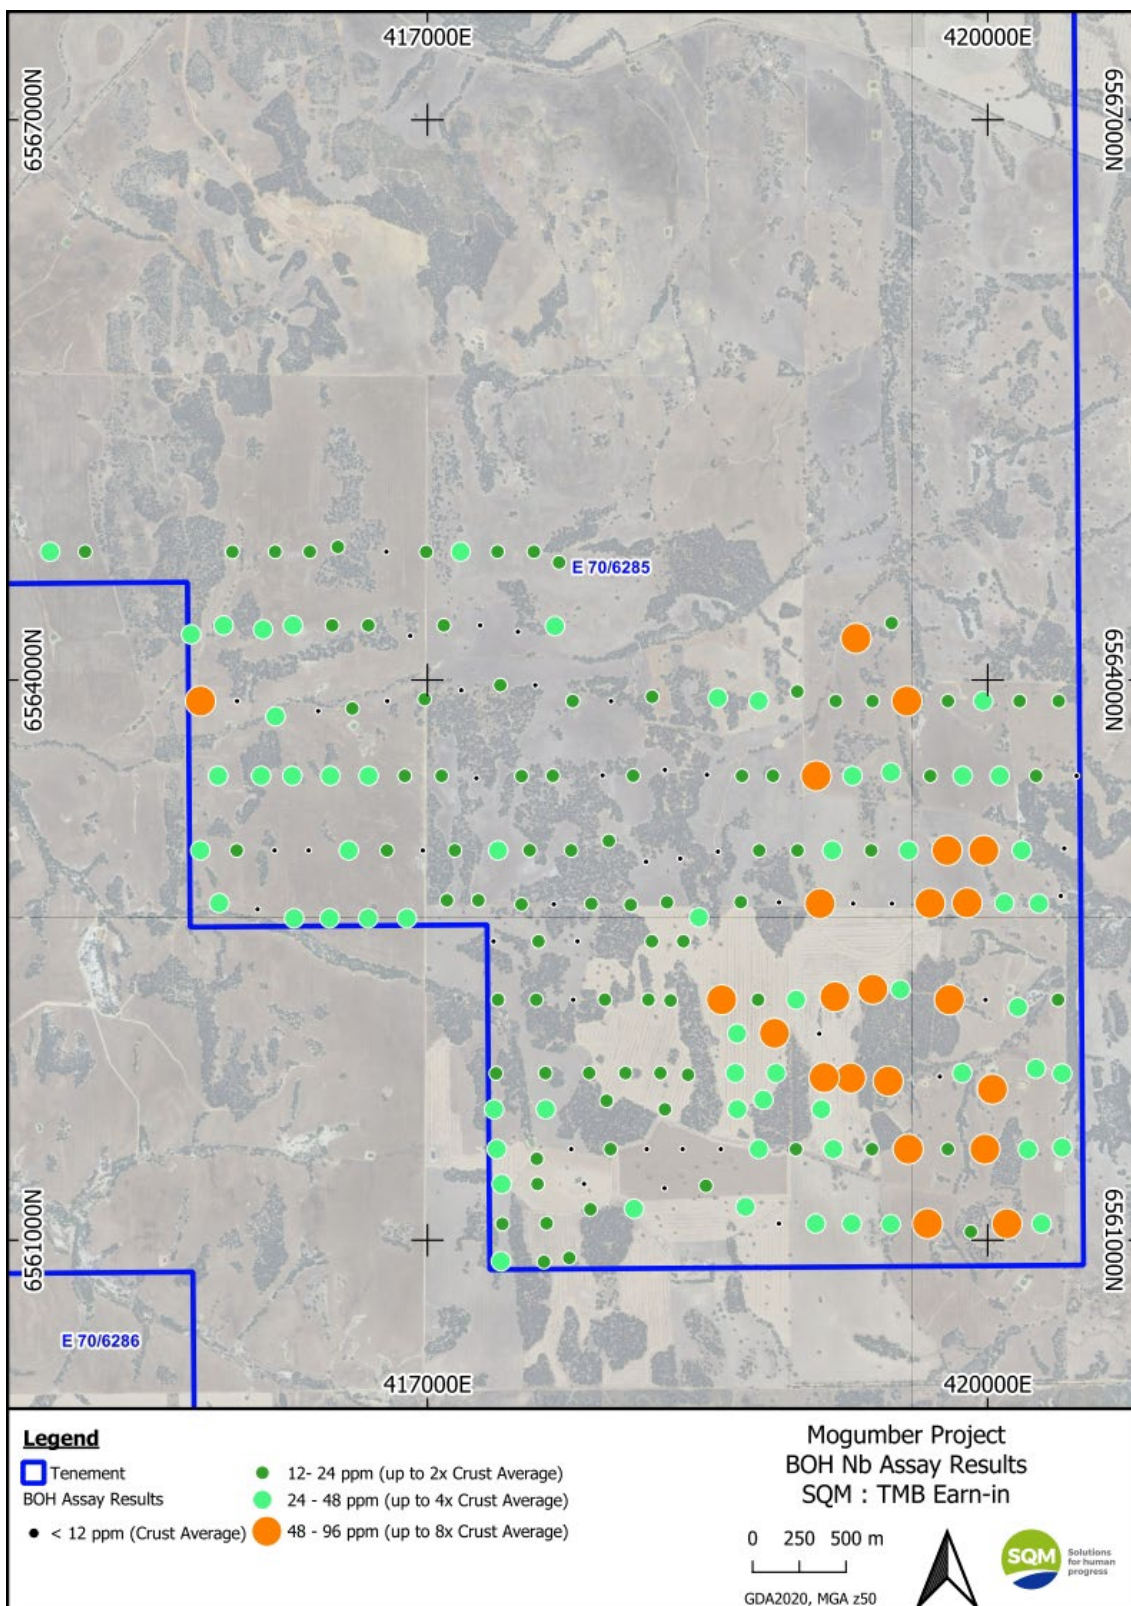 417000E
420000E
6567000N
6567000N
E 70/6285
6564000N
6564000N
6561000N
6561000N
E 70/6286
417000E
420000E
Legend
Tenement
BOH Assay Results
< 12 ppm (Crust Average)
12- 24 ppm (up to 2x Crust Average)
24 - 48 ppm (up to 4x Crust Average)
48 - 96 ppm (up to 8x Crust Average)
Mogumber Project
BOH Nb Assay Results
SQM : TMB Earn-in
0 250 500 m
GDA2020, MGA z50
SQM
Solutions
for human
progress